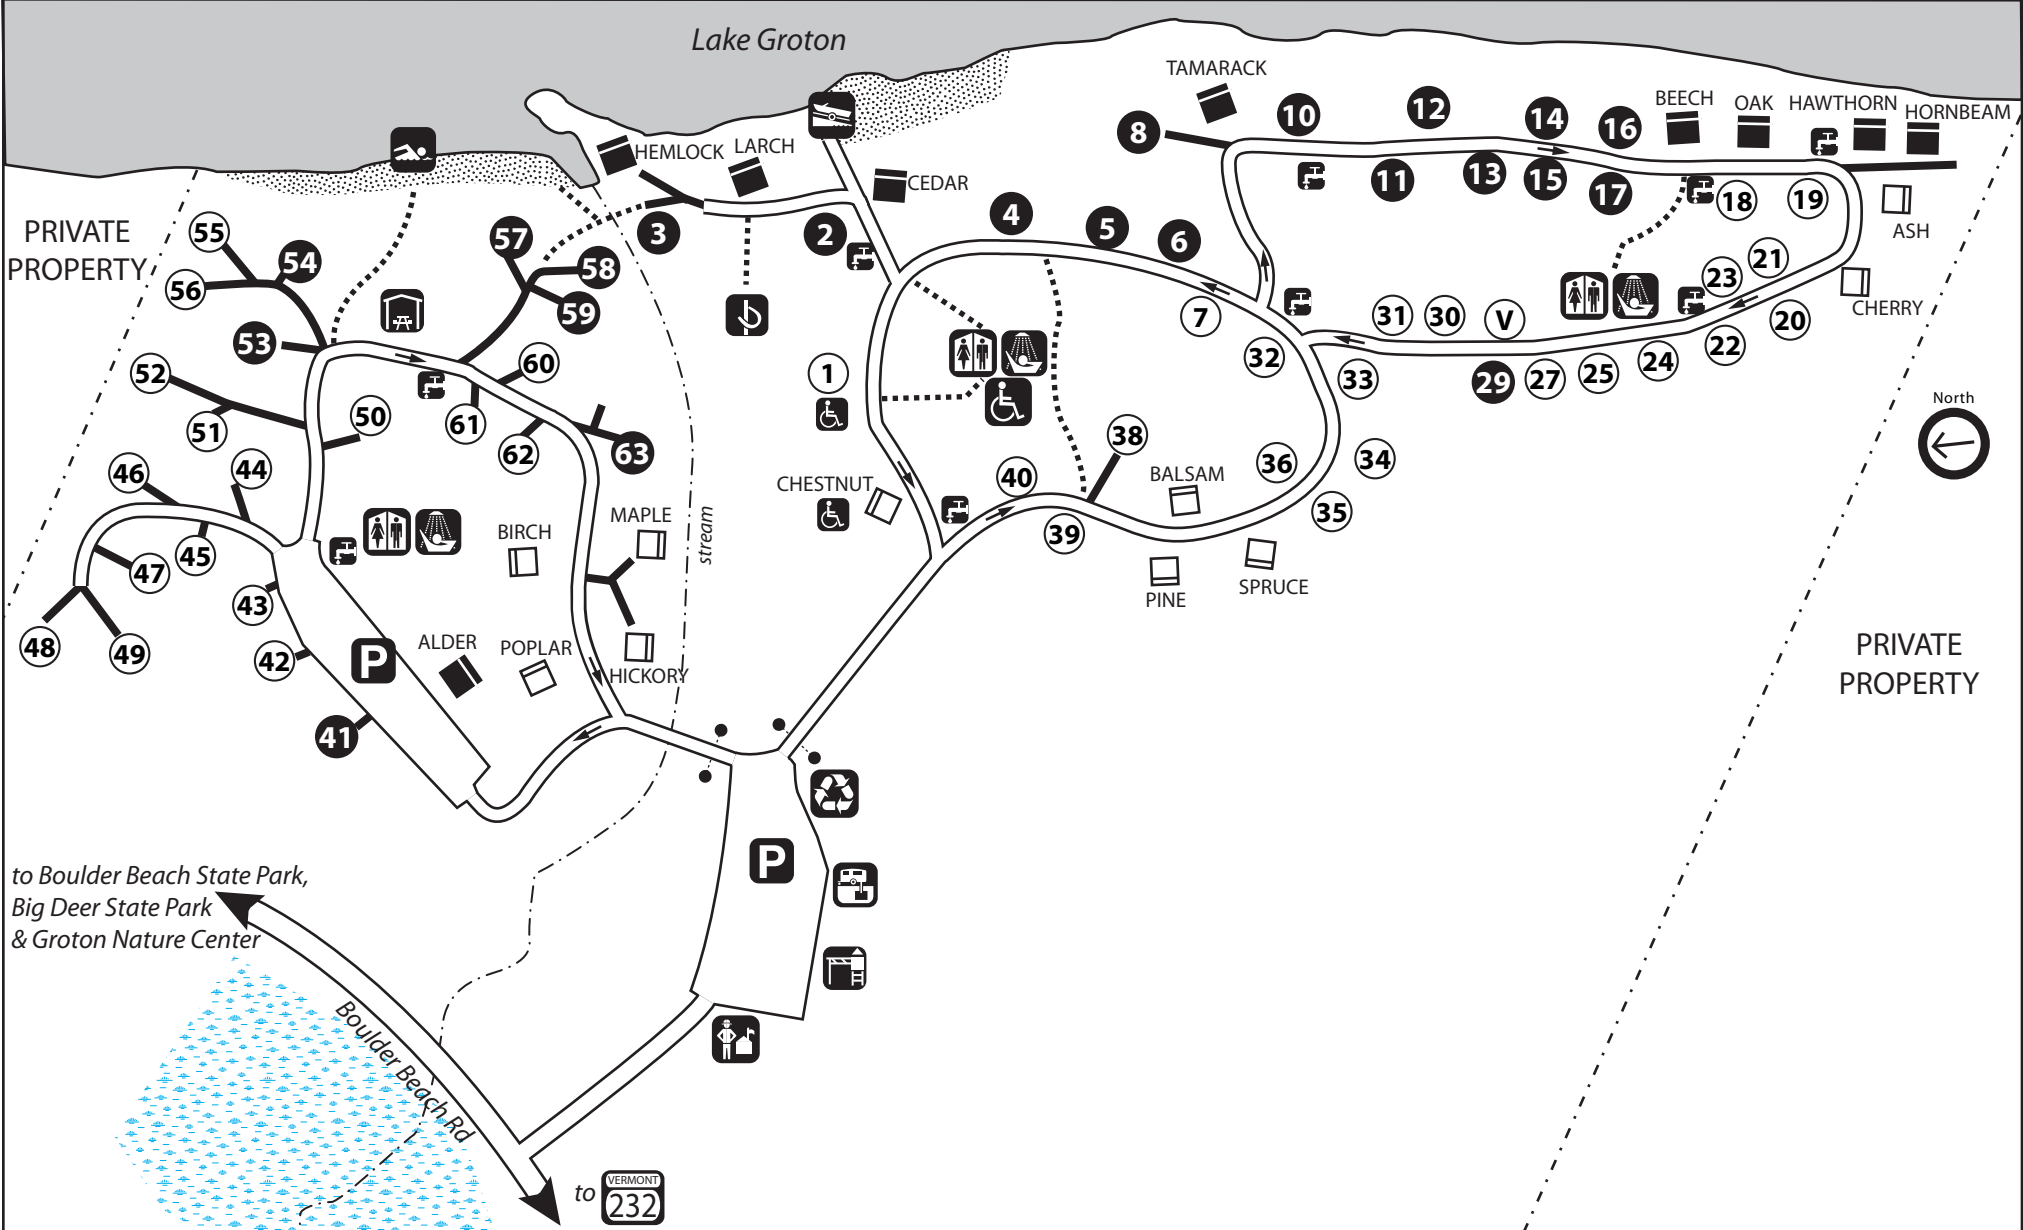 Lake Groton
TAMARACK
BEECH
OAK
HAWTHORN
HORNBEAM
8
10
12
14
16
HEMLOCK
LARCH
CEDAR
11
13
15
17
18
19
ASH
PRIVATE
PROPERTY
55
54
56
57
58
59
3
2
4
5
6
7
53
52
51
50
60
61
62
63
1
32
33
31
30
V
29
27
25
24
23
22
21
20
CHERRY
North
46
44
45
47
43
48
49
42
41
BIRCH
MAPLE
stream
ALDER
POPLAR
HICKORY
P
CHESTNUT
40
38
39
BALSAM
36
34
35
PINE
SPRUCE
PRIVATE
PROPERTY
P
to Boulder Beach State Park,
Big Deer State Park
& Groton Nature Center
Boulder Beach Rd
to
VERMONT
232